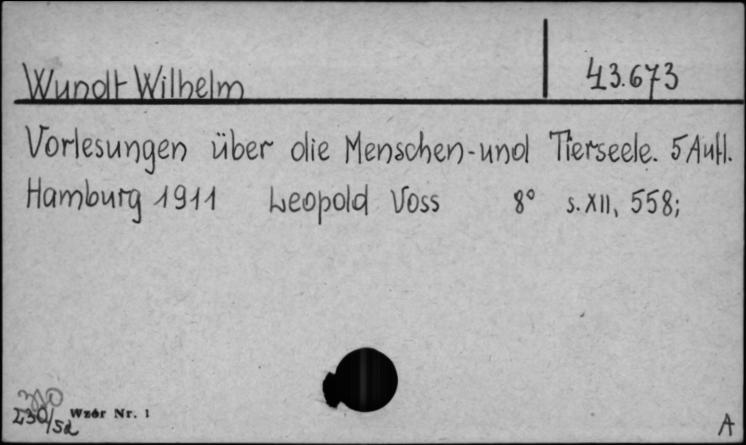 Wundt Wilhelm 43.673
Vorlesungen über die Menschen-und Tierseele. 5 Aufl.
Hamburg 1911 Leopold Voss 8° s. XII, 558;
Wzór Nr. 1
A